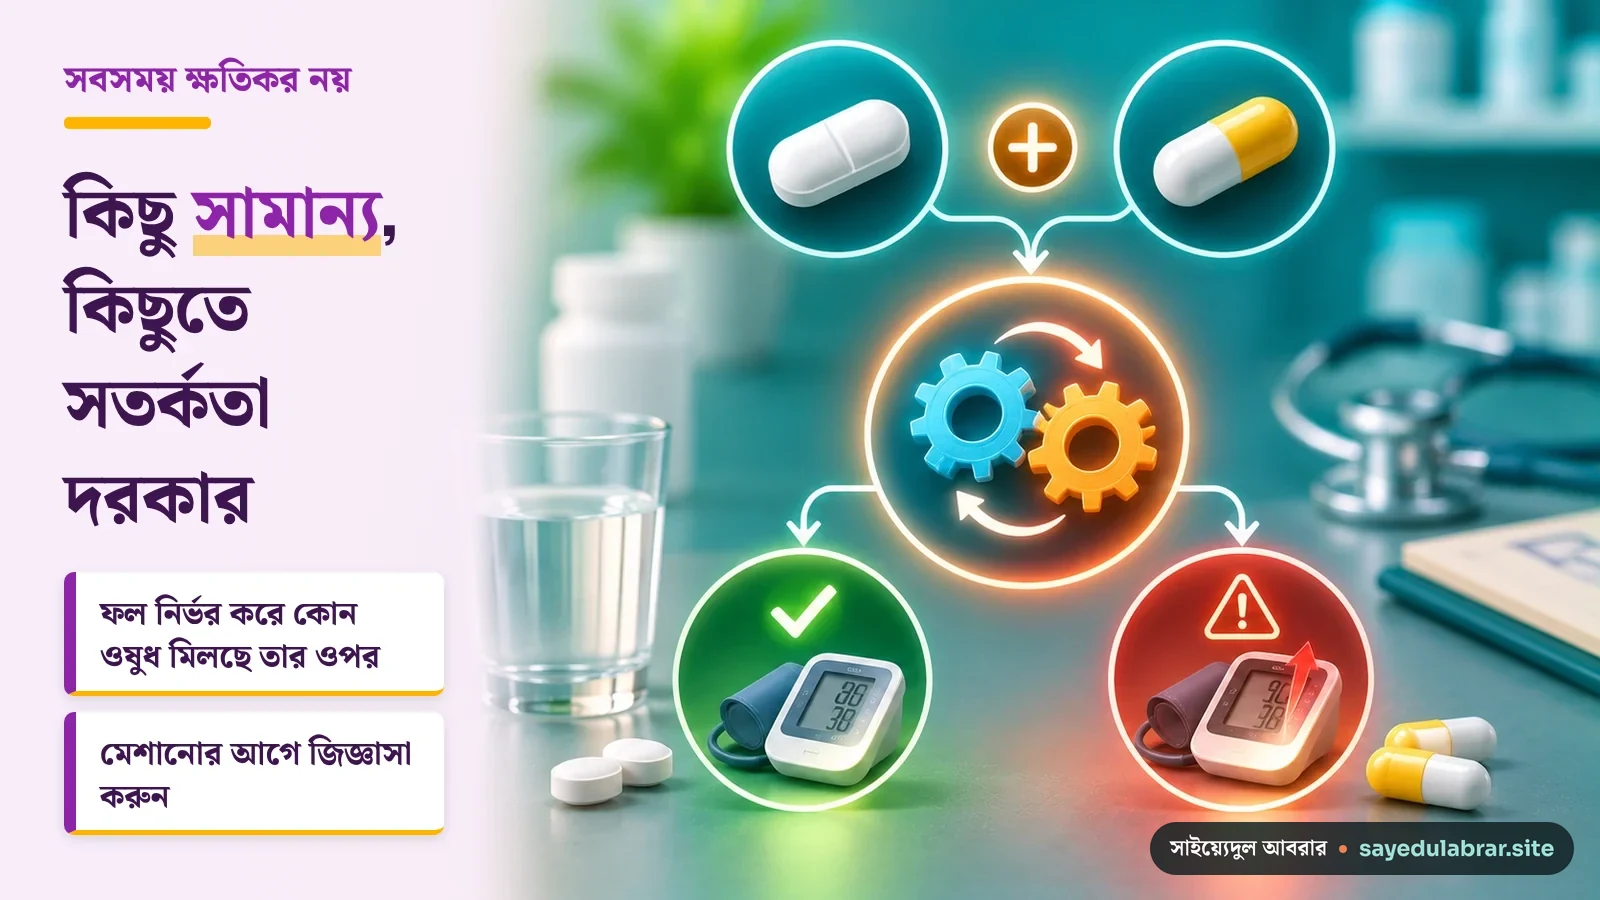 সবসময় ক্ষতিকর নয়
কিছু সামান্য,
কিছুতে
সতর্কতা
দরকার
ফল নির্ভর করে কোন
ওষুধ মিলছে তার ওপর
মেশানোর আগে জিজ্ঞাসা
করুন
সাইয়্যেদুল আবরার • sayedulabrar.site